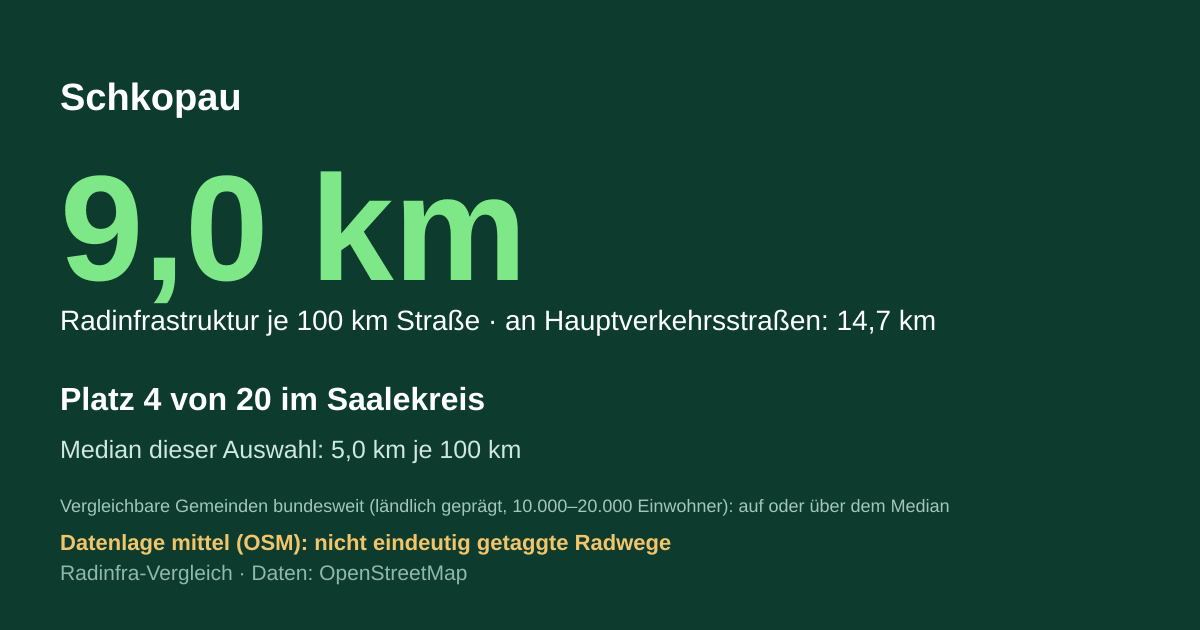 Schkopau
9,0 km
Radinfrastruktur je 100 km Straße · an Hauptverkehrsstraßen: 14,7 km
Platz 4 von 20 im Saalekreis
Median dieser Auswahl: 5,0 km je 100 km
Vergleichbare Gemeinden bundesweit (ländlich geprägt, 10.000–20.000 Einwohner): auf oder über dem Median
Datenlage mittel (OSM): nicht eindeutig getaggte Radwege
Radinfra-Vergleich · Daten: OpenStreetMap